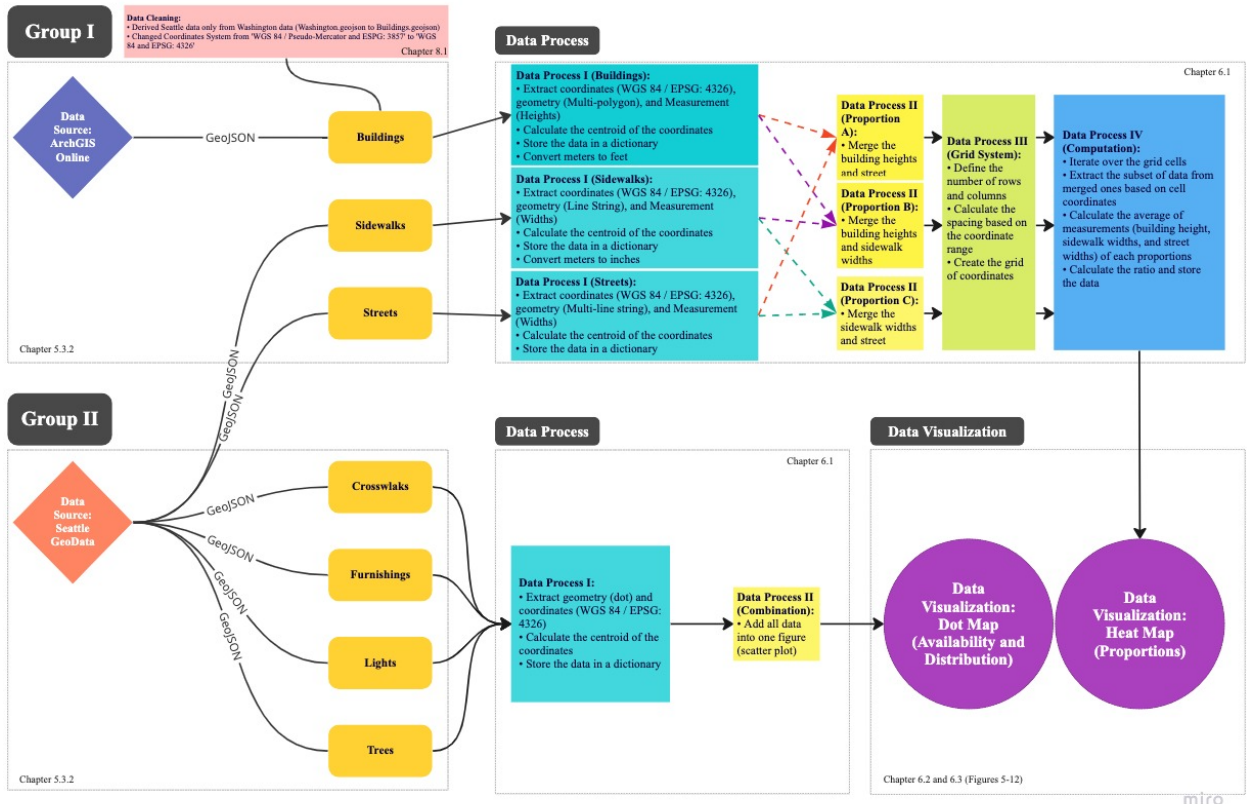 Group I
Data Cleaning:
• Derived Seattle data only from Washington data (Washington.geojson to Buildings.geojson)
• Changed Coordinates System from 'WGS 84 / Pseudo-Mercator and ESPG: 3857' to 'WGS
84 and EPSG: 4326'
Chapter 8.1
Data
Source:
ArchGIS
Online
GeoJSON
Buildings
Sidewalks
Streets
GeoJSON
GeoJSON
Chapter 5.3.2
Data Process
Chapter 6.1
Data Process I (Buildings):
• Extract coordinates (WGS 84 / EPSG: 4326),
geometry (Multi-polygon), and Measurement
(Heights)
• Calculate the centroid of the coordinates
• Store the data in a dictionary
• Convert meters to feet
Data Process I (Sidewalks):
• Extract coordinates (WGS 84 / EPSG: 4326),
geometry (Line String), and Measurement
(Widths)
• Calculate the centroid of the coordinates
• Store the data in a dictionary
• Convert meters to inches
Data Process I (Streets):
• Extract coordinates (WGS 84 / EPSG: 4326),
geometry (Multi-line string), and Measurement
(Widths)
• Calculate the centroid of the coordinates
• Store the data in a dictionary
Data Process II
(Proportion
A):
• Merge the
building heights
and street
Data Process II
(Proportion B):
• Merge the
building heights
and sidewalk
widths
Data Process II
(Proportion C):
• Merge the
sidewalk widths
and street
Data Process III
(Grid System):
• Define the
number of rows
and columns
• Calculate the
spacing based on
the coordinate
range
• Create the grid
of coordinates
Data Process IV
(Computation):
• Iterate over the grid cells
• Extract the subset of data from
merged ones based on cell
coordinates
• Calculate the average of
measurements (building height,
sidewalk widths, and street
widths) of each proportions
• Calculate the ratio and store
the data
Group II
Data
Source:
Seattle
GeoData
GeoJSON
GeoJSON
GeoJSON
GeoJSON
Crosswlaks
Furnishings
Lights
Trees
Chapter 5.3.2
Data Process
Chapter 6.1
Data Process I:
• Extract geometry (dot) and
coordinates (WGS 84 / EPSG:
4326)
• Calculate the centroid of the
coordinates
• Store the data in a dictionary
Data Process II
(Combination):
• Add all data
into one figure
(scatter plot)
Data Visualization
Data
Visualization:
Dot Map
(Availability and
Distribution)
Data
Visualization:
Heat Map
(Proportions)
Chapter 6.2 and 6.3 (Figures 5-12)
miro